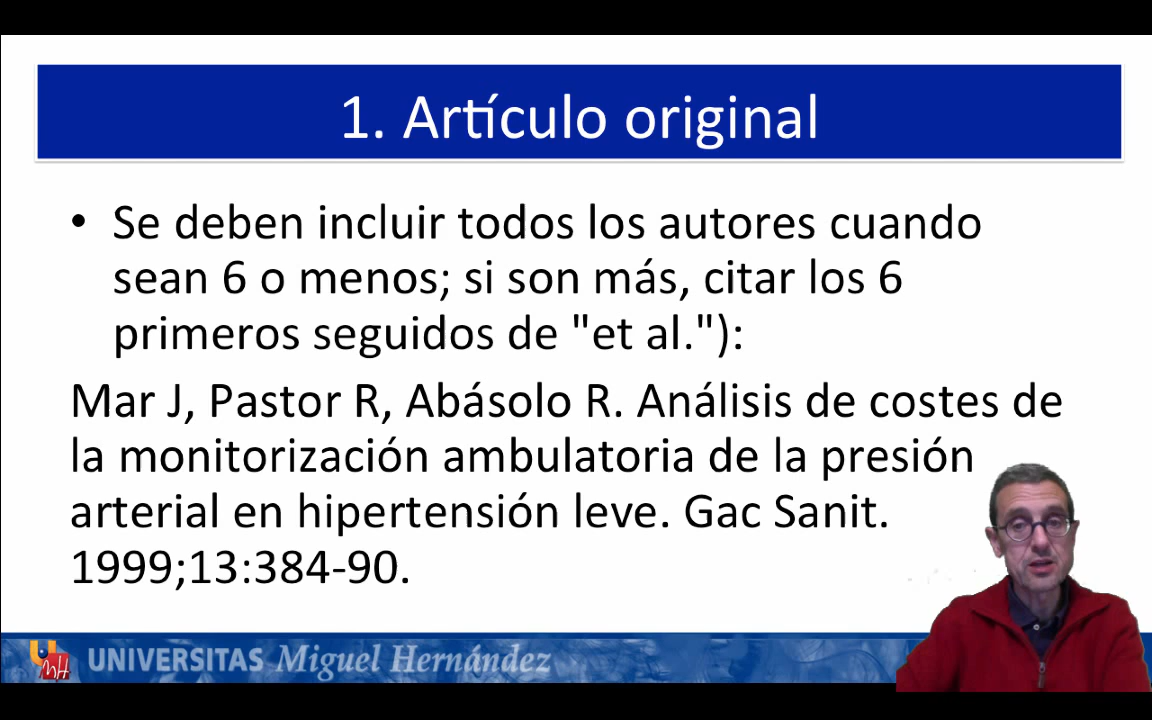 1. Artículo original
• Se deben incluir todos los autores cuando
sean 6 o menos; si son más, citar los 6
primeros seguidos de "et al."):
Mar J, Pastor R, Abásolo R. Análisis de costes de
la monitorización ambulatoria de la presión
arterial en hipertensión leve. Gac Sanit.
1999;13:384-90.
UNIVERSITAS Miguel Hernández